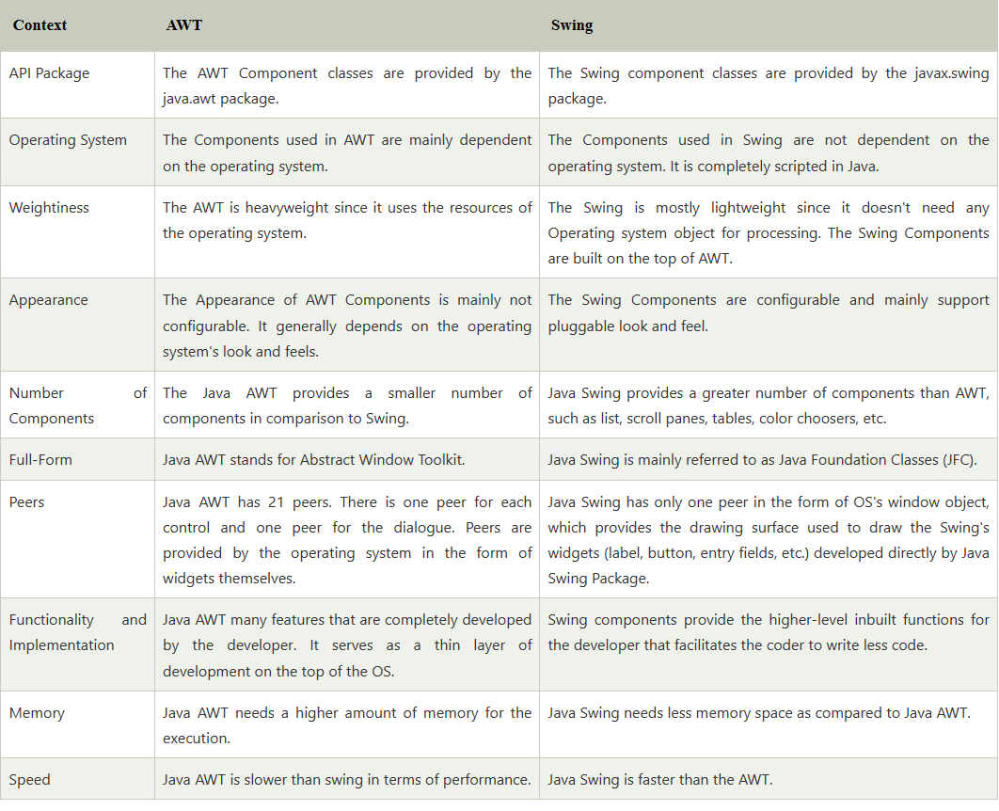 Context AWT Swing
API Package The AWT Component classes are provided by the The Swing component classes are provided by the javax.swing
java.awt package. package.
Operating System The Components used in AWT are mainly dependent The Components used in Swing are not dependent on the
on the operating system. operating system. It is completely scripted in Java.
Weightiness The AWT is heavyweight since it uses the resources of The Swing is mostly lightweight since it doesn't need any
the operating system. Operating system object for processing. The Swing Components
are built on the top of AWT.
Appearance The Appearance of AWT Components is mainly not The Swing Components are configurable and mainly support
configurable. It generally depends on the operating pluggable look and feel.
system's look and feels.
Number of The Java AWT provides a smaller number of Java Swing provides a greater number of components than AWT,
Components components in comparison to Swing. such as list, scroll panes, tables, color choosers, etc.
Full-Form Java AWT stands for Abstract Window Toolkit. Java Swing is mainly referred to as Java Foundation Classes (JFC).
Peers Java AWT has 21 peers. There is one peer for each Java Swing has only one peer in the form of OS's window object,
control and one peer for the dialogue. Peers are which provides the drawing surface used to draw the Swing's
provided by the operating system in the form of widgets (label, button, entry fields, etc.) developed directly by Java
widgets themselves. Swing Package.
Functionality and Java AWT many features that are completely developed Swing components provide the higher-level inbuilt functions for
Implementation by the developer. It serves as a thin layer of the developer that facilitates the coder to write less code.
development on the top of the OS.
Memory Java AWT needs a higher amount of memory for the Java Swing needs less memory space as compared to Java AWT.
execution.
Speed Java AWT is slower than swing in terms of performance. Java Swing is faster than the AWT.